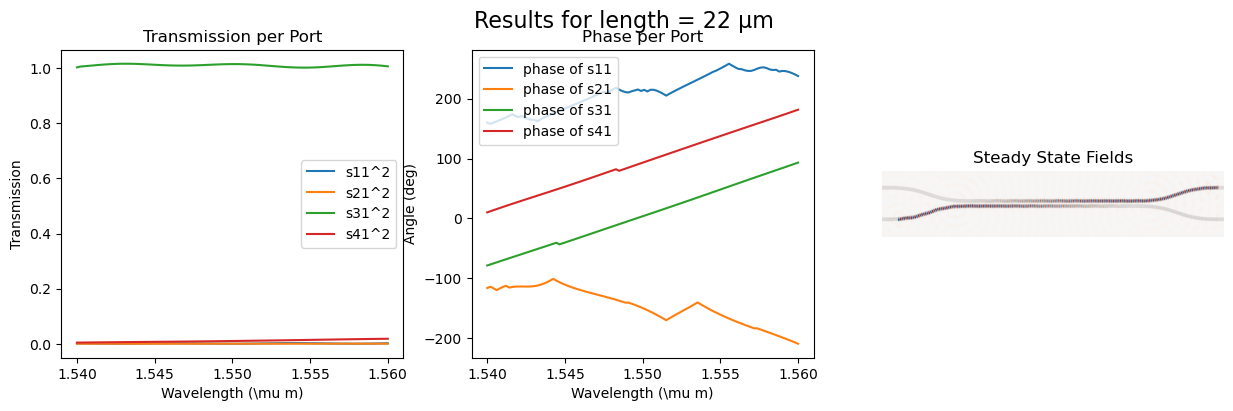 Results for length = 22 µm
Transmission per Port
Transmission
1.0
0.8
0.6
0.4
0.2
0.0
1.540
1.545
1.550
1.555
1.560
Wavelength (\mu m)
s11^2
s21^2
s31^2
s41^2
Phase per Port
Angle (deg)
200
100
0
−100
−200
1.540
1.545
1.550
1.555
1.560
Wavelength (\mu m)
phase of s11
phase of s21
phase of s31
phase of s41
Steady State Fields